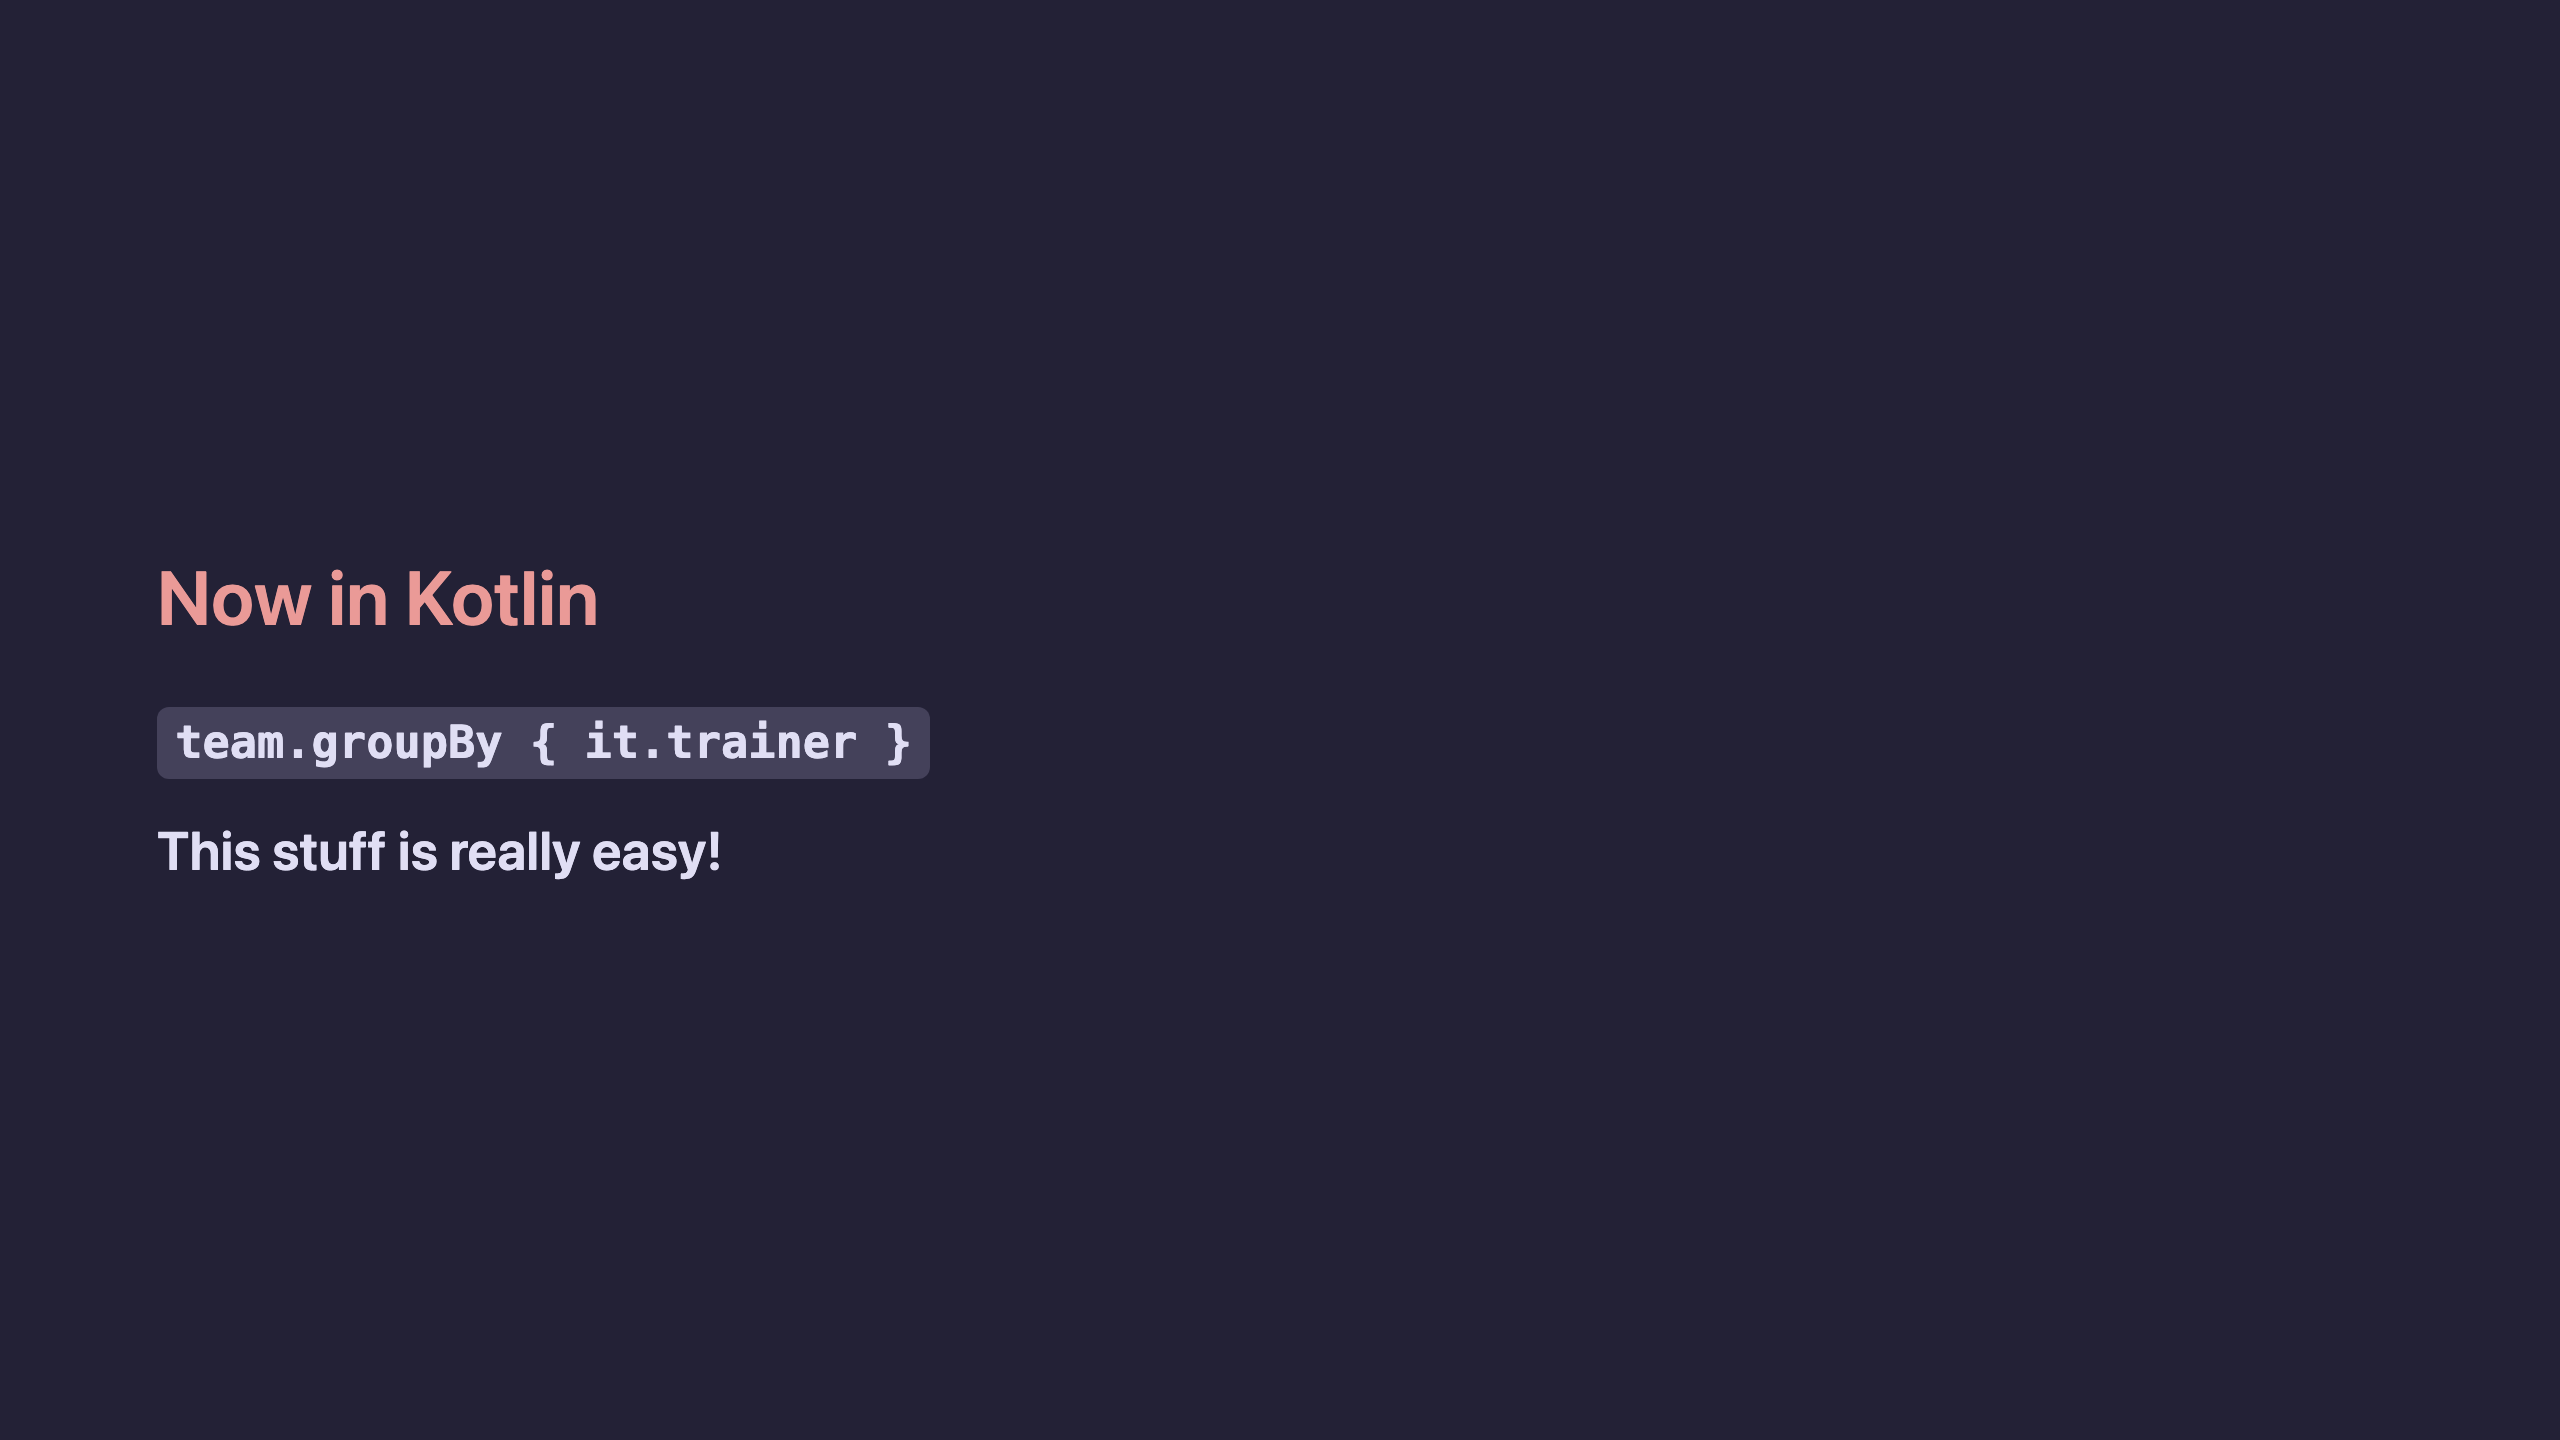 Now in Kotlin
team.groupBy { it.trainer }
This stuff is really easy!